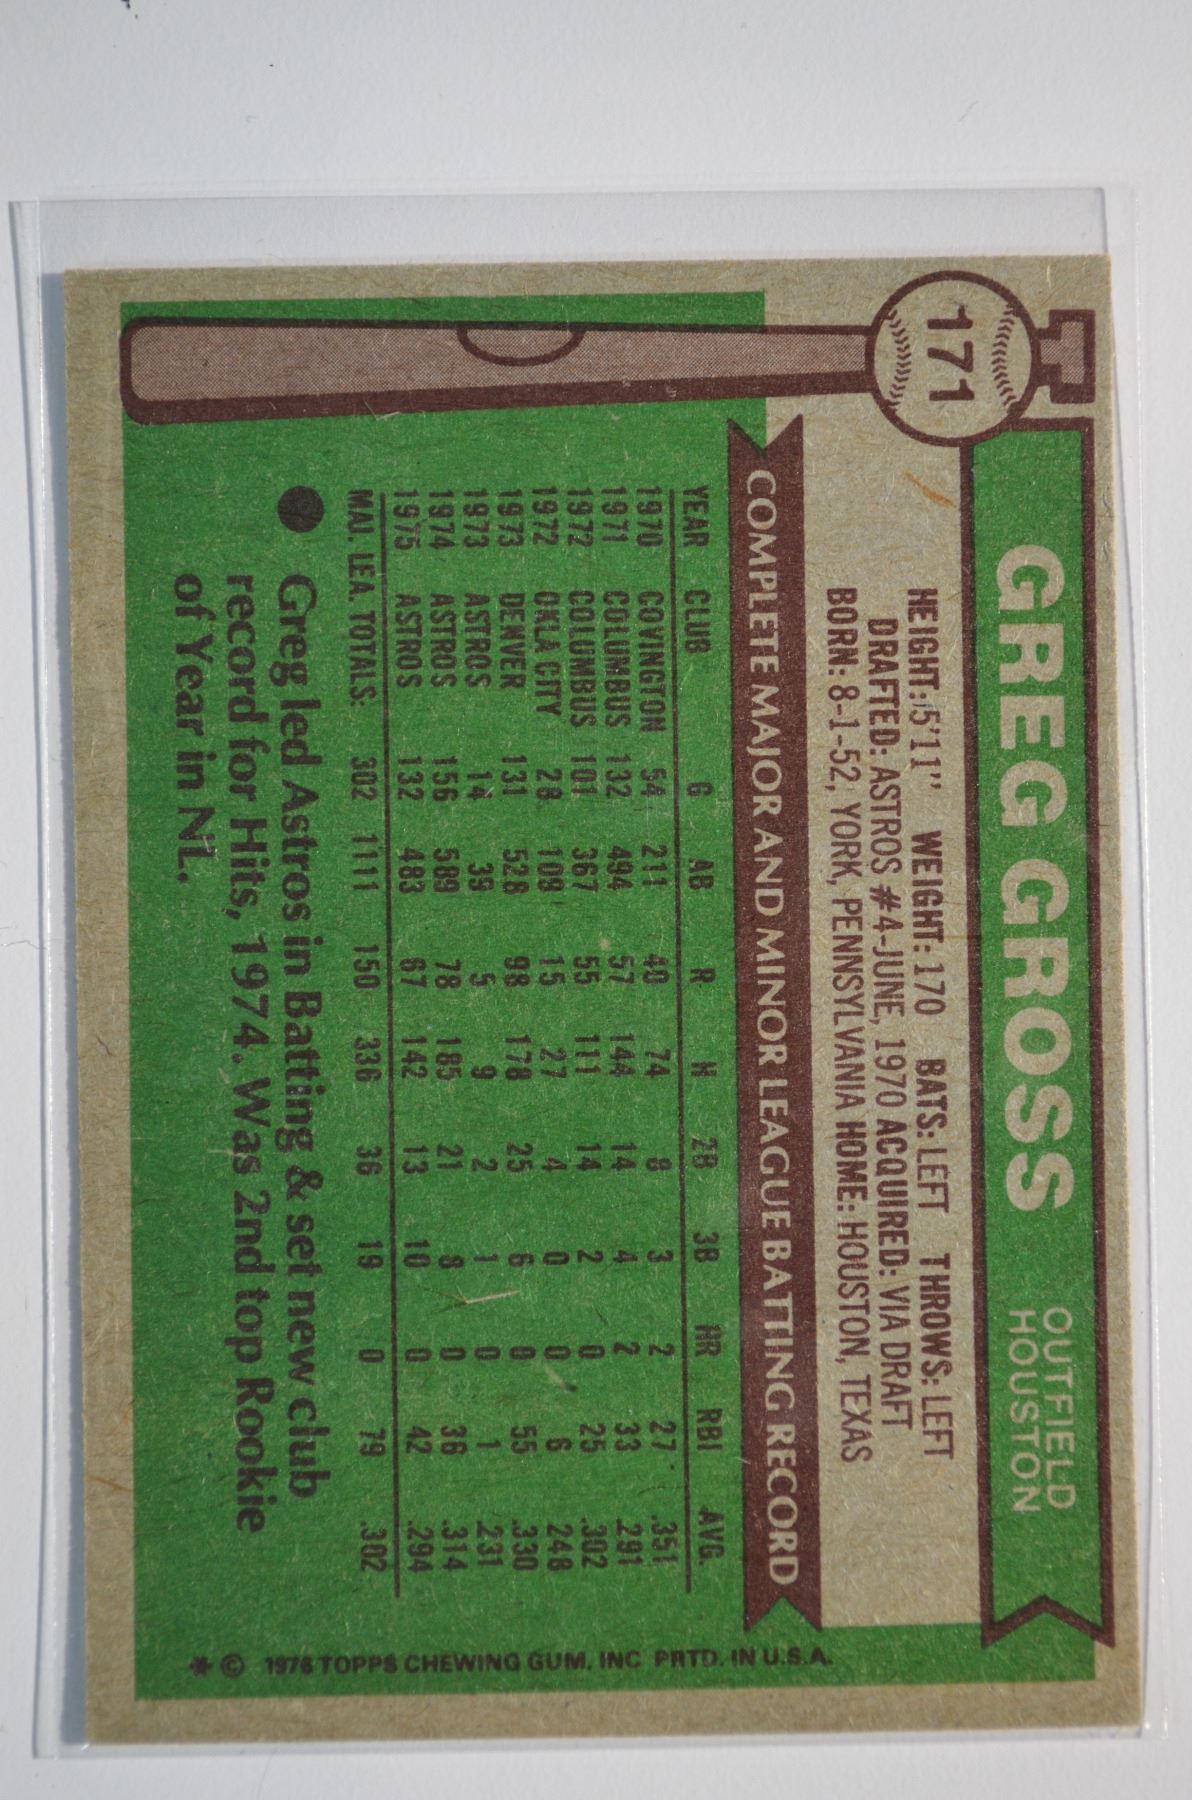 171
GREG GROSS
OUTFIELD
HOUSTON
HEIGHT: 5'11" WEIGHT: 170 BATS: LEFT THROWS: LEFT
DRAFTED: ASTROS #4-JUNE, 1970 ACQUIRED: VIA DRAFT
BORN: 8-1-52, YORK, PENNSYLVANIA HOME: HOUSTON, TEXAS
COMPLETE MAJOR AND MINOR LEAGUE BATTING RECORD
YEAR CLUB G AB R H 2B 3B HR RBI AVG.
1970 COVINGTON 54 211 40 74 8 3 2 27 .351
1971 COLUMBUS 132 494 57 144 14 4 2 33 .291
1972 COLUMBUS 101 367 55 111 14 2 0 25 .302
1972 OKLA CITY 28 109 15 27 4 0 0 6 .248
1973 DENVER 131 528 98 178 25 6 0 55 .330
1973 ASTROS 14 39 5 9 2 1 0 1 .231
1974 ASTROS 156 589 78 185 21 8 0 36 .314
1975 ASTROS 132 483 67 142 13 10 0 42 .294
MAJ. LEA. TOTALS: 302 1111 150 336 36 19 0 79 .302
● Greg led Astros in Batting & set new club
record for Hits, 1974. Was 2nd top Rookie
of Year in NL.
* © 1976 TOPPS CHEWING GUM, INC PRTD. IN U.S.A.